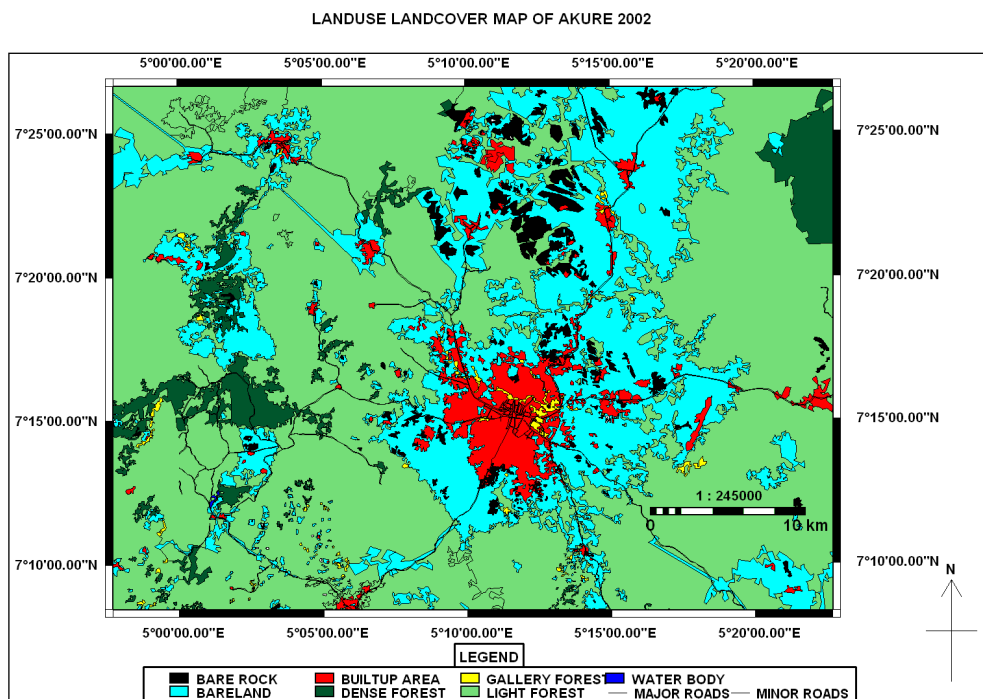 LANDUSE LANDCOVER MAP OF AKURE 2002
5°00'00.00"E 5°05'00.00"E 5°10'00.00"E 5°15'00.00"E 5°20'00.00"E
7°25'00.00"N 7°25'00.00"N
7°20'00.00"N 7°20'00.00"N
7°15'00.00"N 7°15'00.00"N
1 : 245000
0 10 km
7°10'00.00"N 7°10'00.00"N
N
5°00'00.00"E 5°05'00.00"E 5°10'00.00"E 5°15'00.00"E 5°20'00.00"E
LEGEND
BARE ROCK BUILTUP AREA GALLERY FOREST WATER BODY
BARELAND DENSE FOREST LIGHT FOREST MAJOR ROADS MINOR ROADS